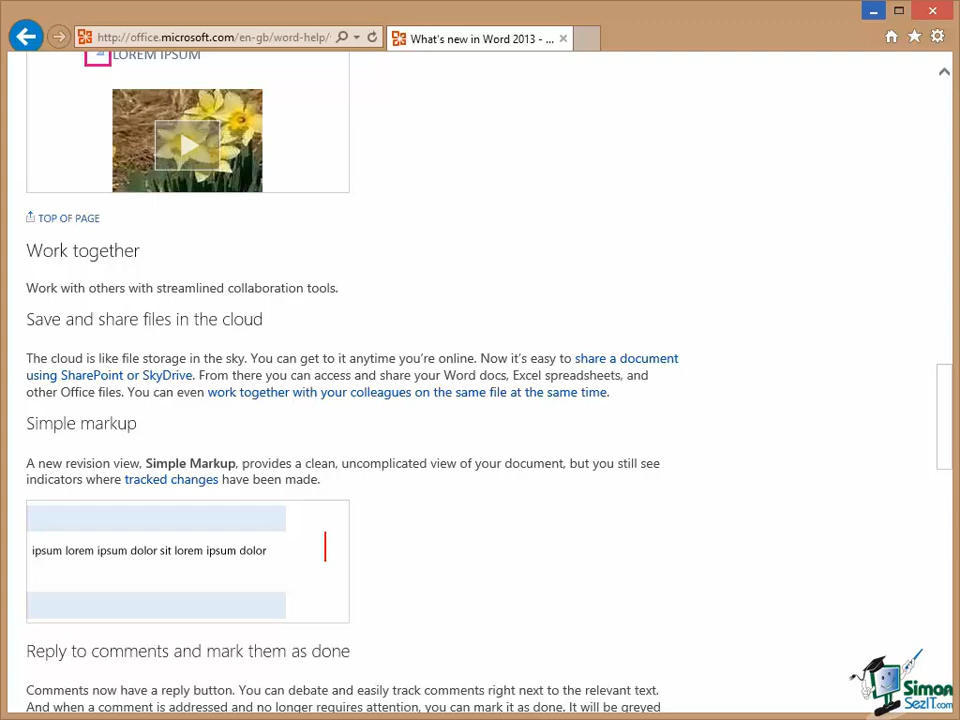 http://office.microsoft.com/en-gb/word-help/
What's new in Word 2013 - ...
LOREM IPSUM
TOP OF PAGE
Work together
Work with others with streamlined collaboration tools.
Save and share files in the cloud
The cloud is like file storage in the sky. You can get to it anytime you're online. Now it's easy to share a document
using SharePoint or SkyDrive. From there you can access and share your Word docs, Excel spreadsheets, and
other Office files. You can even work together with your colleagues on the same file at the same time.
Simple markup
A new revision view, Simple Markup, provides a clean, uncomplicated view of your document, but you still see
indicators where tracked changes have been made.
ipsum lorem ipsum dolor sit lorem ipsum dolor
Reply to comments and mark them as done
Comments now have a reply button. You can debate and easily track comments right next to the relevant text.
And when a comment is addressed and no longer requires attention, you can mark it as done. It will be greyed
Simon
SezIT.com